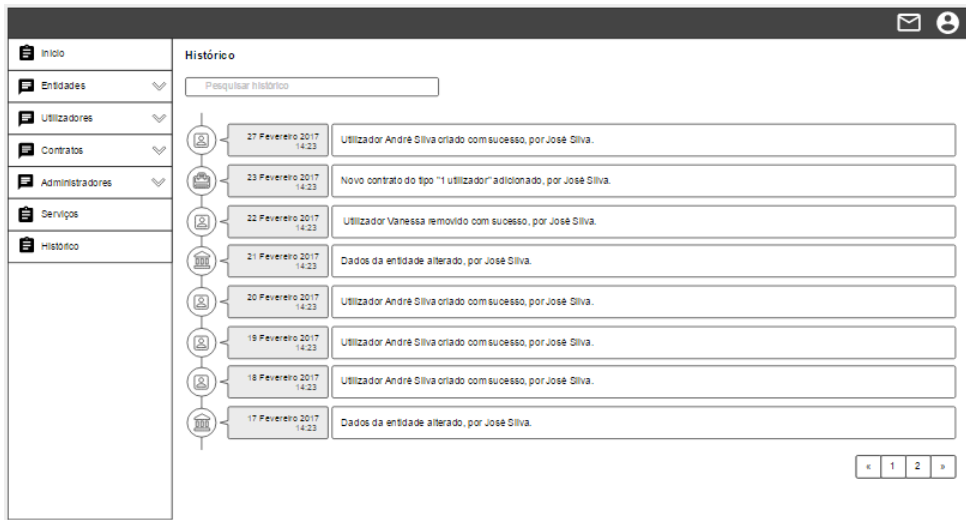 Início
Entidades
Utilizadores
Contratos
Administradores
Serviços
Histórico
Histórico
Pesquisar histórico
27 Fevereiro 2017
14:23
Utilizador André Silva criado com sucesso, por José Silva.
23 Fevereiro 2017
14:23
Novo contrato do tipo "1 utilizador" adicionado, por José Silva.
22 Fevereiro 2017
14:23
Utilizador Vanessa removido com sucesso, por José Silva.
21 Fevereiro 2017
14:23
Dados da entidade alterado, por José Silva.
20 Fevereiro 2017
14:23
Utilizador André Silva criado com sucesso, por José Silva.
19 Fevereiro 2017
14:23
Utilizador André Silva criado com sucesso, por José Silva.
18 Fevereiro 2017
14:23
Utilizador André Silva criado com sucesso, por José Silva.
17 Fevereiro 2017
14:23
Dados da entidade alterado, por José Silva.
« 1 2 »